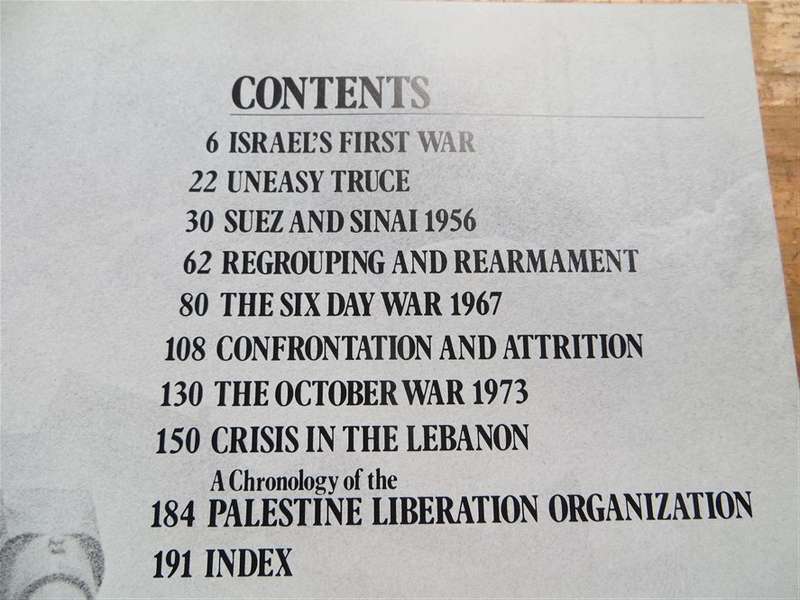 CONTENTS
6 ISRAEL'S FIRST WAR
22 UNEASY TRUCE
30 SUEZ AND SINAI 1956
62 REGROUPING AND REARMAMENT
80 THE SIX DAY WAR 1967
108 CONFRONTATION AND ATTRITION
130 THE OCTOBER WAR 1973
150 CRISIS IN THE LEBANON
A Chronology of the
184 PALESTINE LIBERATION ORGANIZATION
191 INDEX